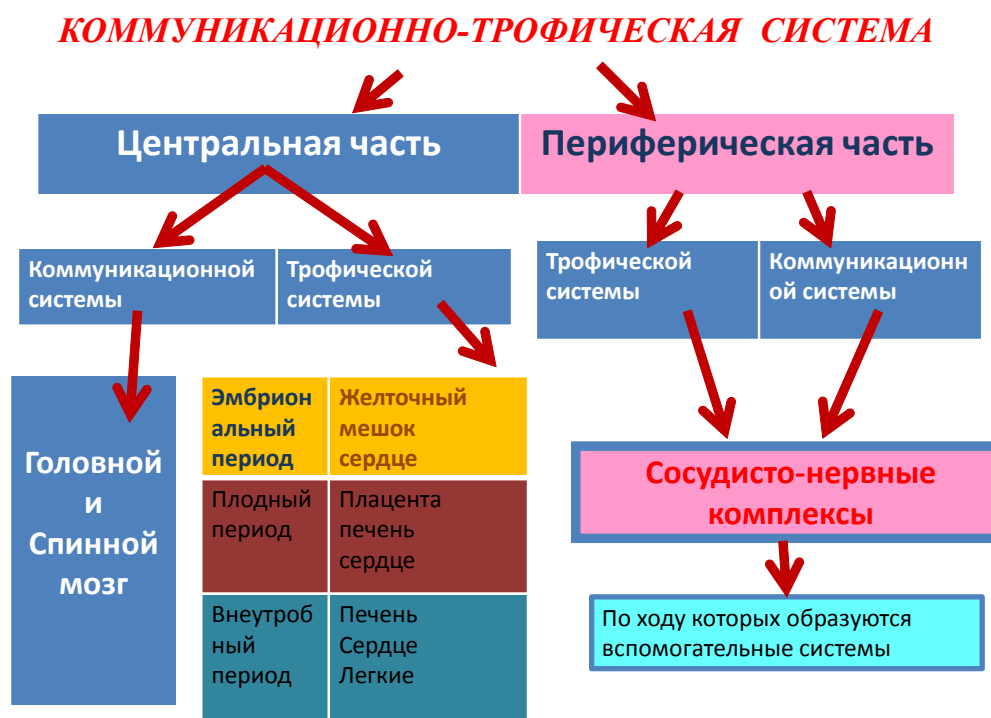 КОММУНИКАЦИОННО-ТРОФИЧЕСКАЯ СИСТЕМА
Центральная часть
Периферическая часть
Коммуникационной
системы
Трофической
системы
Трофической
системы
Коммуникационн
ой системы
Головной
и
Спинной
мозг
Эмбрион
альный
период
Желточный
мешок
сердце
Плодный
период
Плацента
печень
сердце
Внеутроб
ный
период
Печень
Сердце
Легкие
Сосудисто-нервные
комплексы
По ходу которых образуются
вспомогательные системы